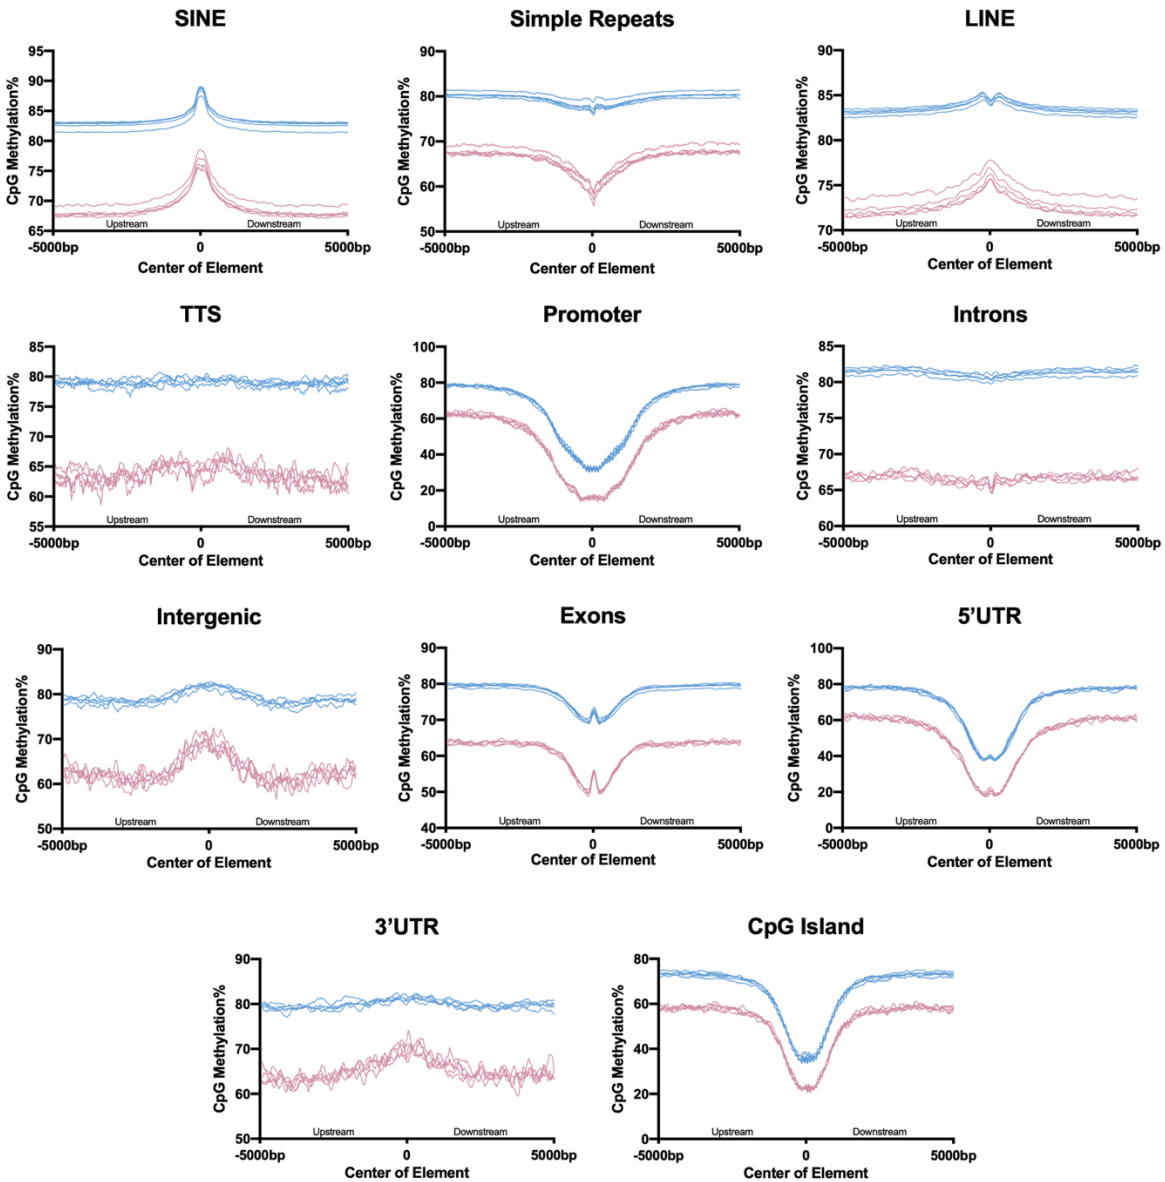 SINE
CpG Methylation%
95
90
85
80
75
70
65
Upstream
Downstream
-5000bp
0
5000bp
Center of Element
Simple Repeats
CpG Methylation%
90
80
70
60
50
Upstream
Downstream
-5000bp
0
5000bp
Center of Element
LINE
CpG Methylation%
90
85
80
75
70
Upstream
Downstream
-5000bp
0
5000bp
Center of Element
TTS
CpG Methylation%
85
80
75
70
65
60
55
Upstream
Downstream
-5000bp
0
5000bp
Center of Element
Promoter
CpG Methylation%
100
80
60
40
20
0
Upstream
Downstream
-5000bp
0
5000bp
Center of Element
Introns
CpG Methylation%
85
80
75
70
65
60
Upstream
Downstream
-5000bp
0
5000bp
Center of Element
Intergenic
CpG Methylation%
90
80
70
60
50
Upstream
Downstream
-5000bp
0
5000bp
Center of Element
Exons
CpG Methylation%
90
80
70
60
50
40
Upstream
Downstream
-5000bp
0
5000bp
Center of Element
5’UTR
CpG Methylation%
100
80
60
40
20
0
Upstream
Downstream
-5000bp
0
5000bp
Center of Element
3’UTR
CpG Methylation%
90
80
70
60
50
Upstream
Downstream
-5000bp
0
5000bp
Center of Element
CpG Island
CpG Methylation%
80
60
40
20
0
Upstream
Downstream
-5000bp
0
5000bp
Center of Element